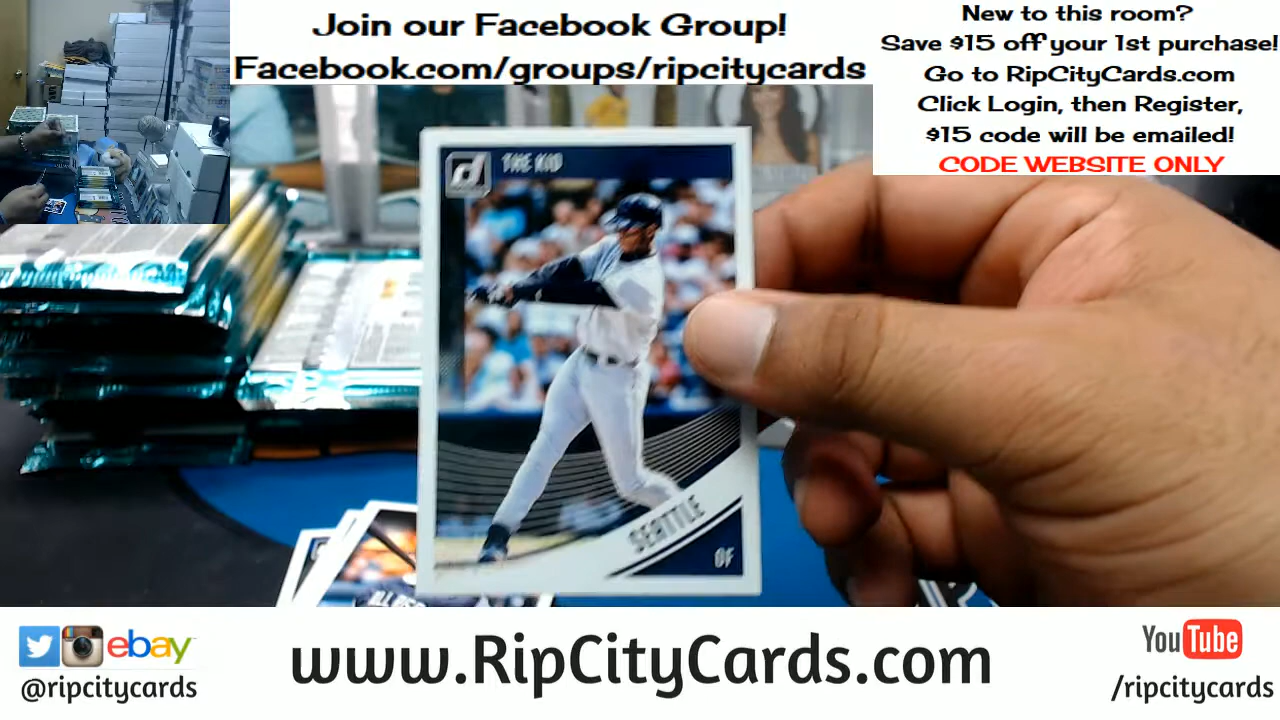 Join our Facebook Group!
Facebook.com/groups/ripcitycards
New to this room?
Save $15 off your 1st purchase!
Go to RipCityCards.com
Click Login, then Register,
$15 code will be emailed!
CODE WEBSITE ONLY
d THE KID
SEATTLE
OF
ebay
@ripcitycards
www.RipCityCards.com
YouTube
/ripcitycards